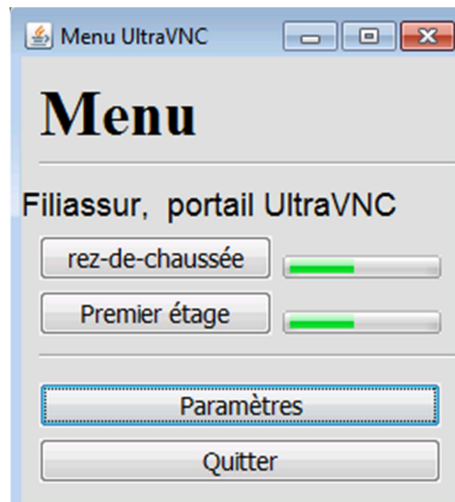 Menu UltraVNC
Menu
Filiassur, portail UltraVNC
rez-de-chaussée
Premier étage
Paramètres
Quitter